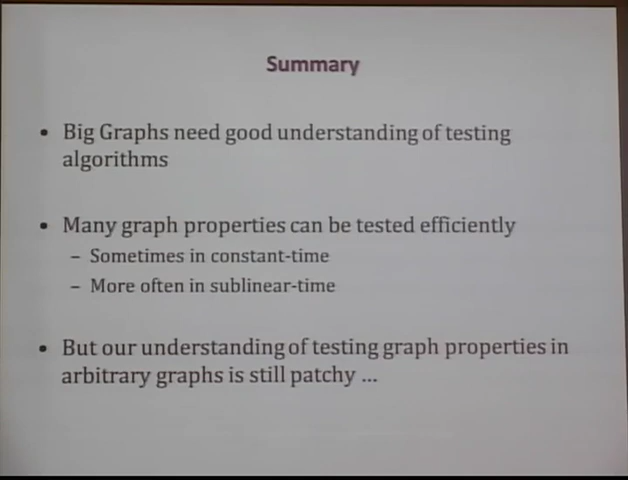 Summary
• Big Graphs need good understanding of testing
algorithms
• Many graph properties can be tested efficiently
– Sometimes in constant-time
– More often in sublinear-time
• But our understanding of testing graph properties in
arbitrary graphs is still patchy ...